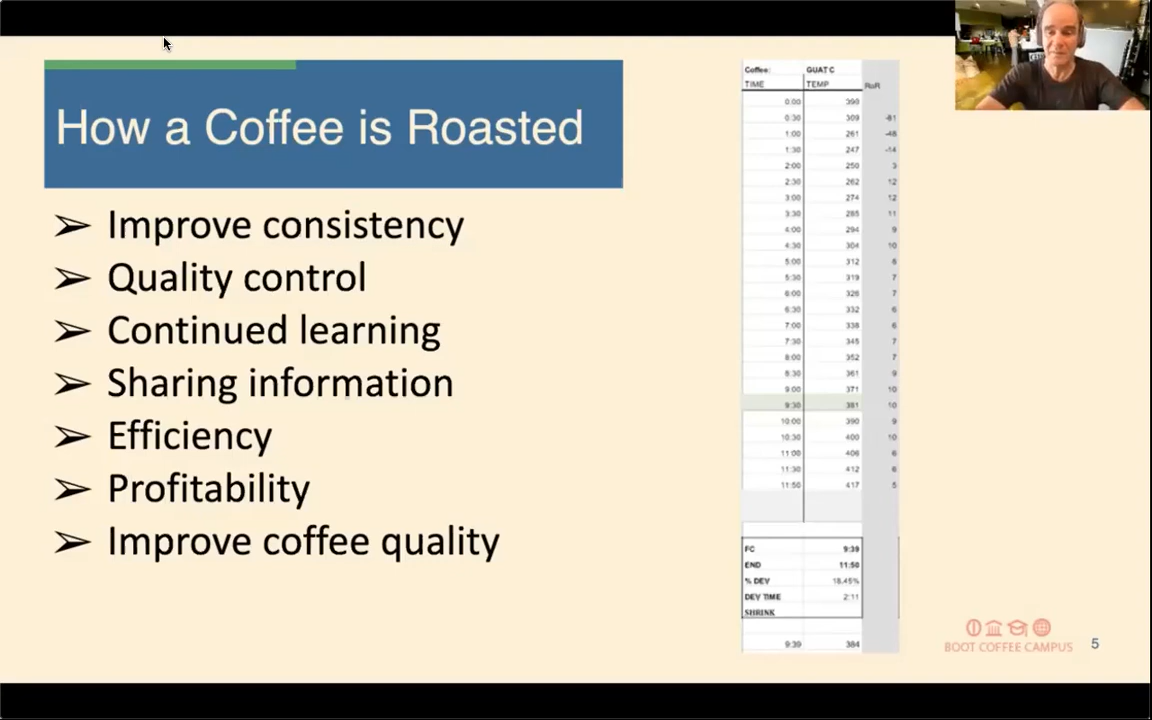 How a Coffee is Roasted
➢ Improve consistency
➢ Quality control
➢ Continued learning
➢ Sharing information
➢ Efficiency
➢ Profitability
➢ Improve coffee quality
Coffee: GUAT C
TIME TEMP RoR
0:00 399
0:30 309 -81
1:00 261 -48
1:30 247 -14
2:00 250 3
2:30 262 12
3:00 274 12
3:30 285 11
4:00 294 9
4:30 304 10
5:00 312 8
5:30 319 7
6:00 326 7
6:30 332 6
7:00 338 6
7:30 345 7
8:00 352 7
8:30 361 9
9:00 371 10
9:30 381 10
10:00 390 9
10:30 400 10
11:00 406 6
11:30 412 6
11:50 417 5
FC 9:39
END 11:50
% DEV 18.45%
DEV TIME 2:11
SHRINK
9:39 384
BOOT COFFEE CAMPUS 5